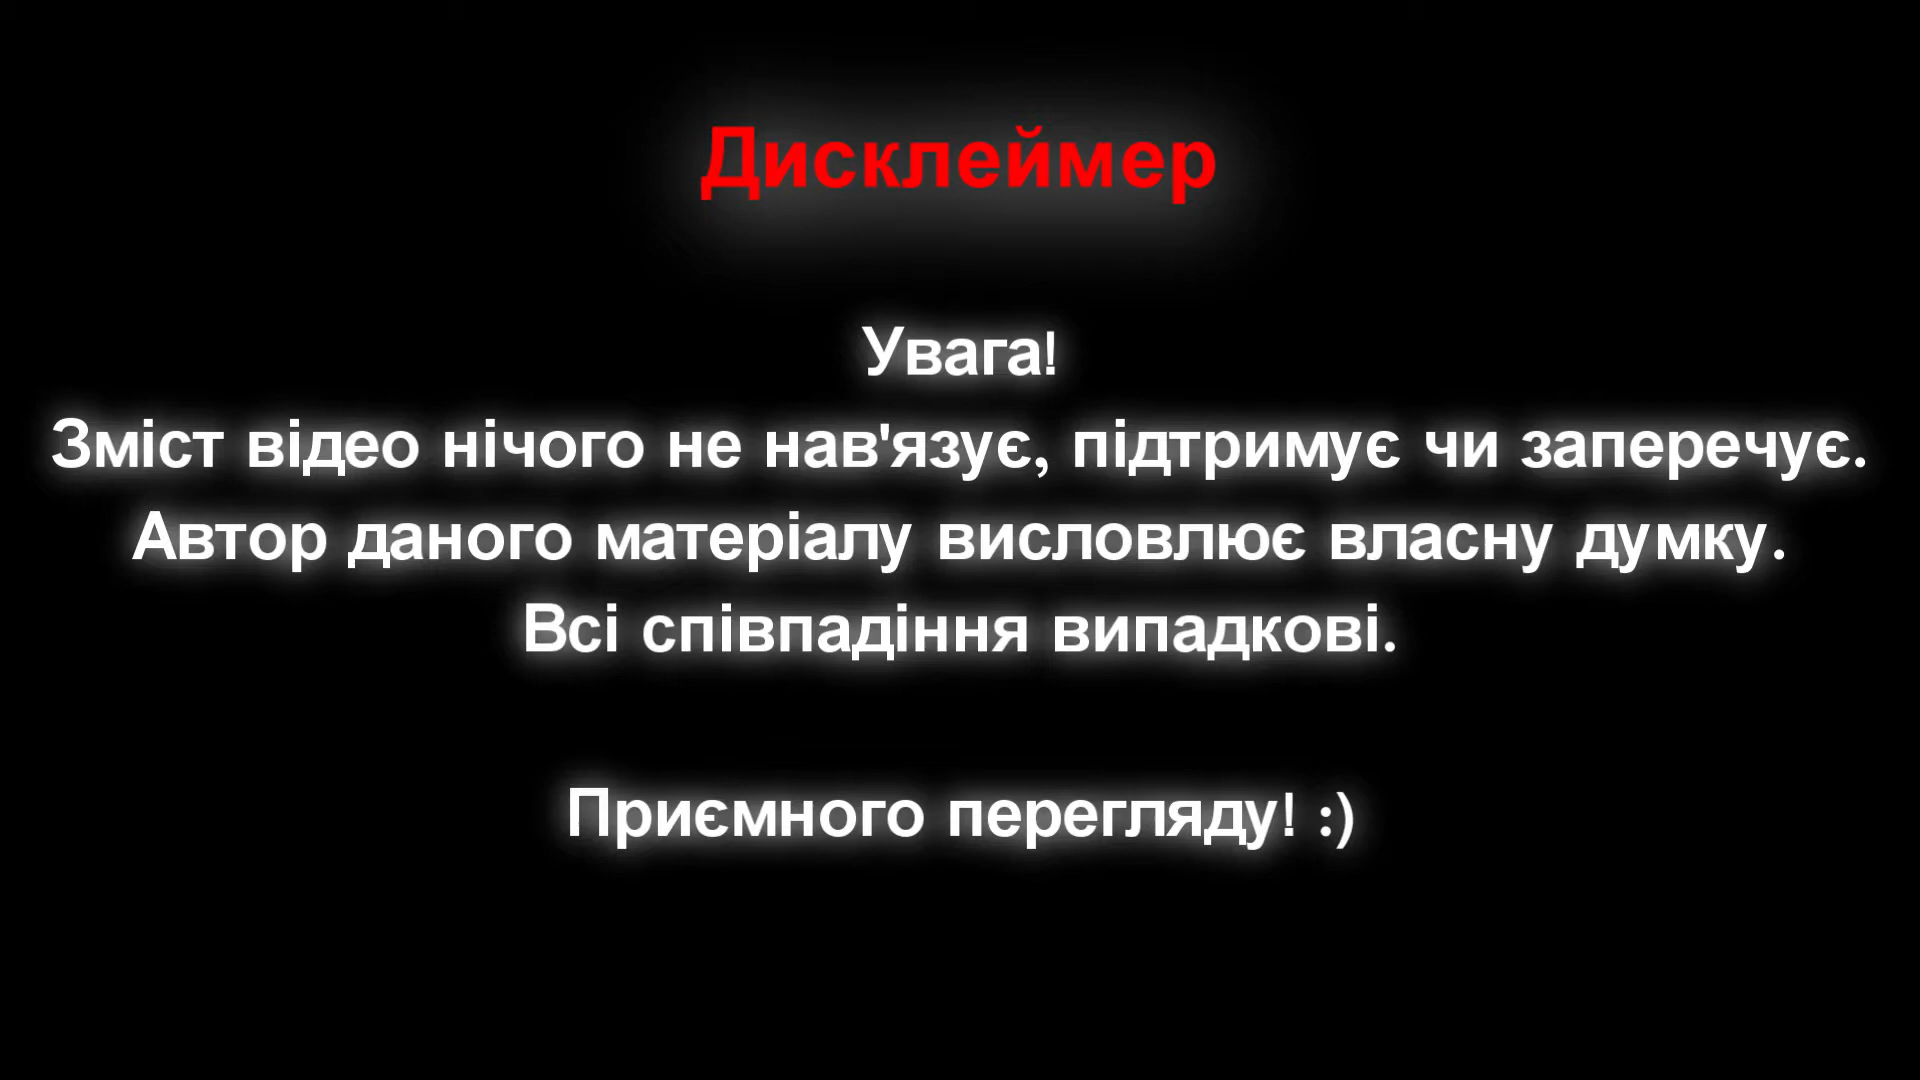 Дисклеймер
Увага!
Зміст відео нічого не нав'язує, підтримує чи заперечує.
Автор даного матеріалу висловлює власну думку.
Всі співпадіння випадкові.
Приємного перегляду! :)